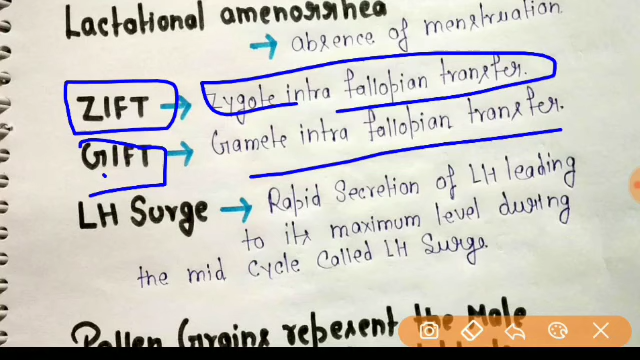 Lactational amenorrhea
→ absence of menstruation
ZIFT → Zygote intra fallopian transfer.
GIFT → Gamete intra fallopian transfer.
LH Surge → Rapid Secretion of LH leading
to its maximum level during
the mid Cycle Called LH Surge.
Pollen Grains represent the Male